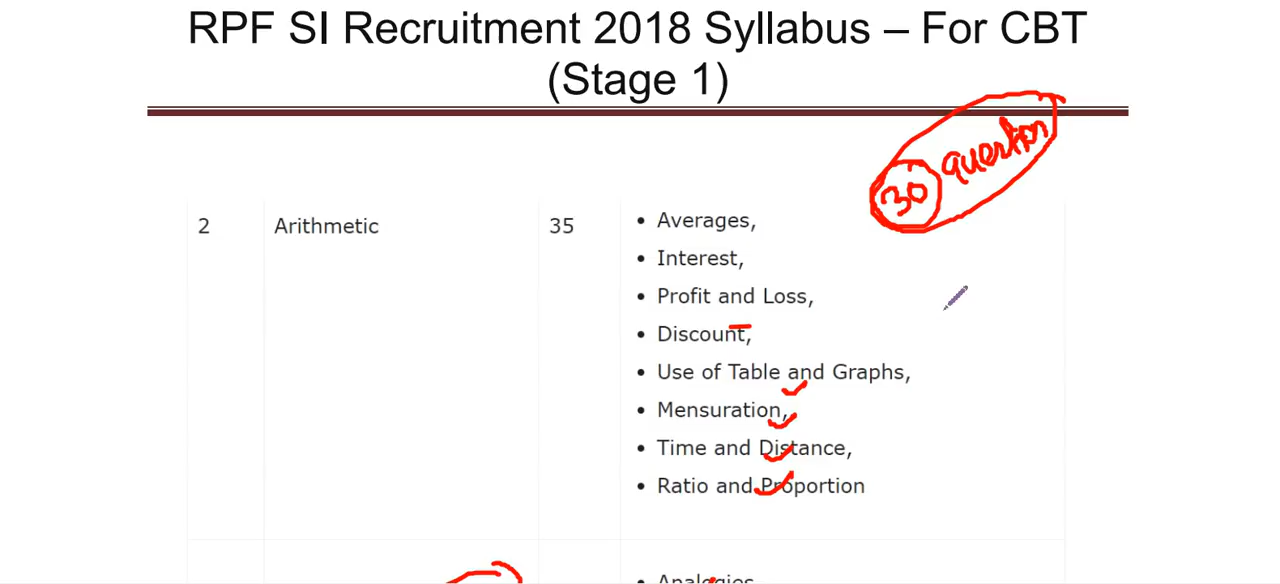 RPF SI Recruitment 2018 Syllabus – For CBT
(Stage 1)
30 question
2 Arithmetic 35
• Averages,
• Interest,
• Profit and Loss,
• Discount,
• Use of Table and Graphs,
• Mensuration,
• Time and Distance,
• Ratio and Proportion
• Analogies